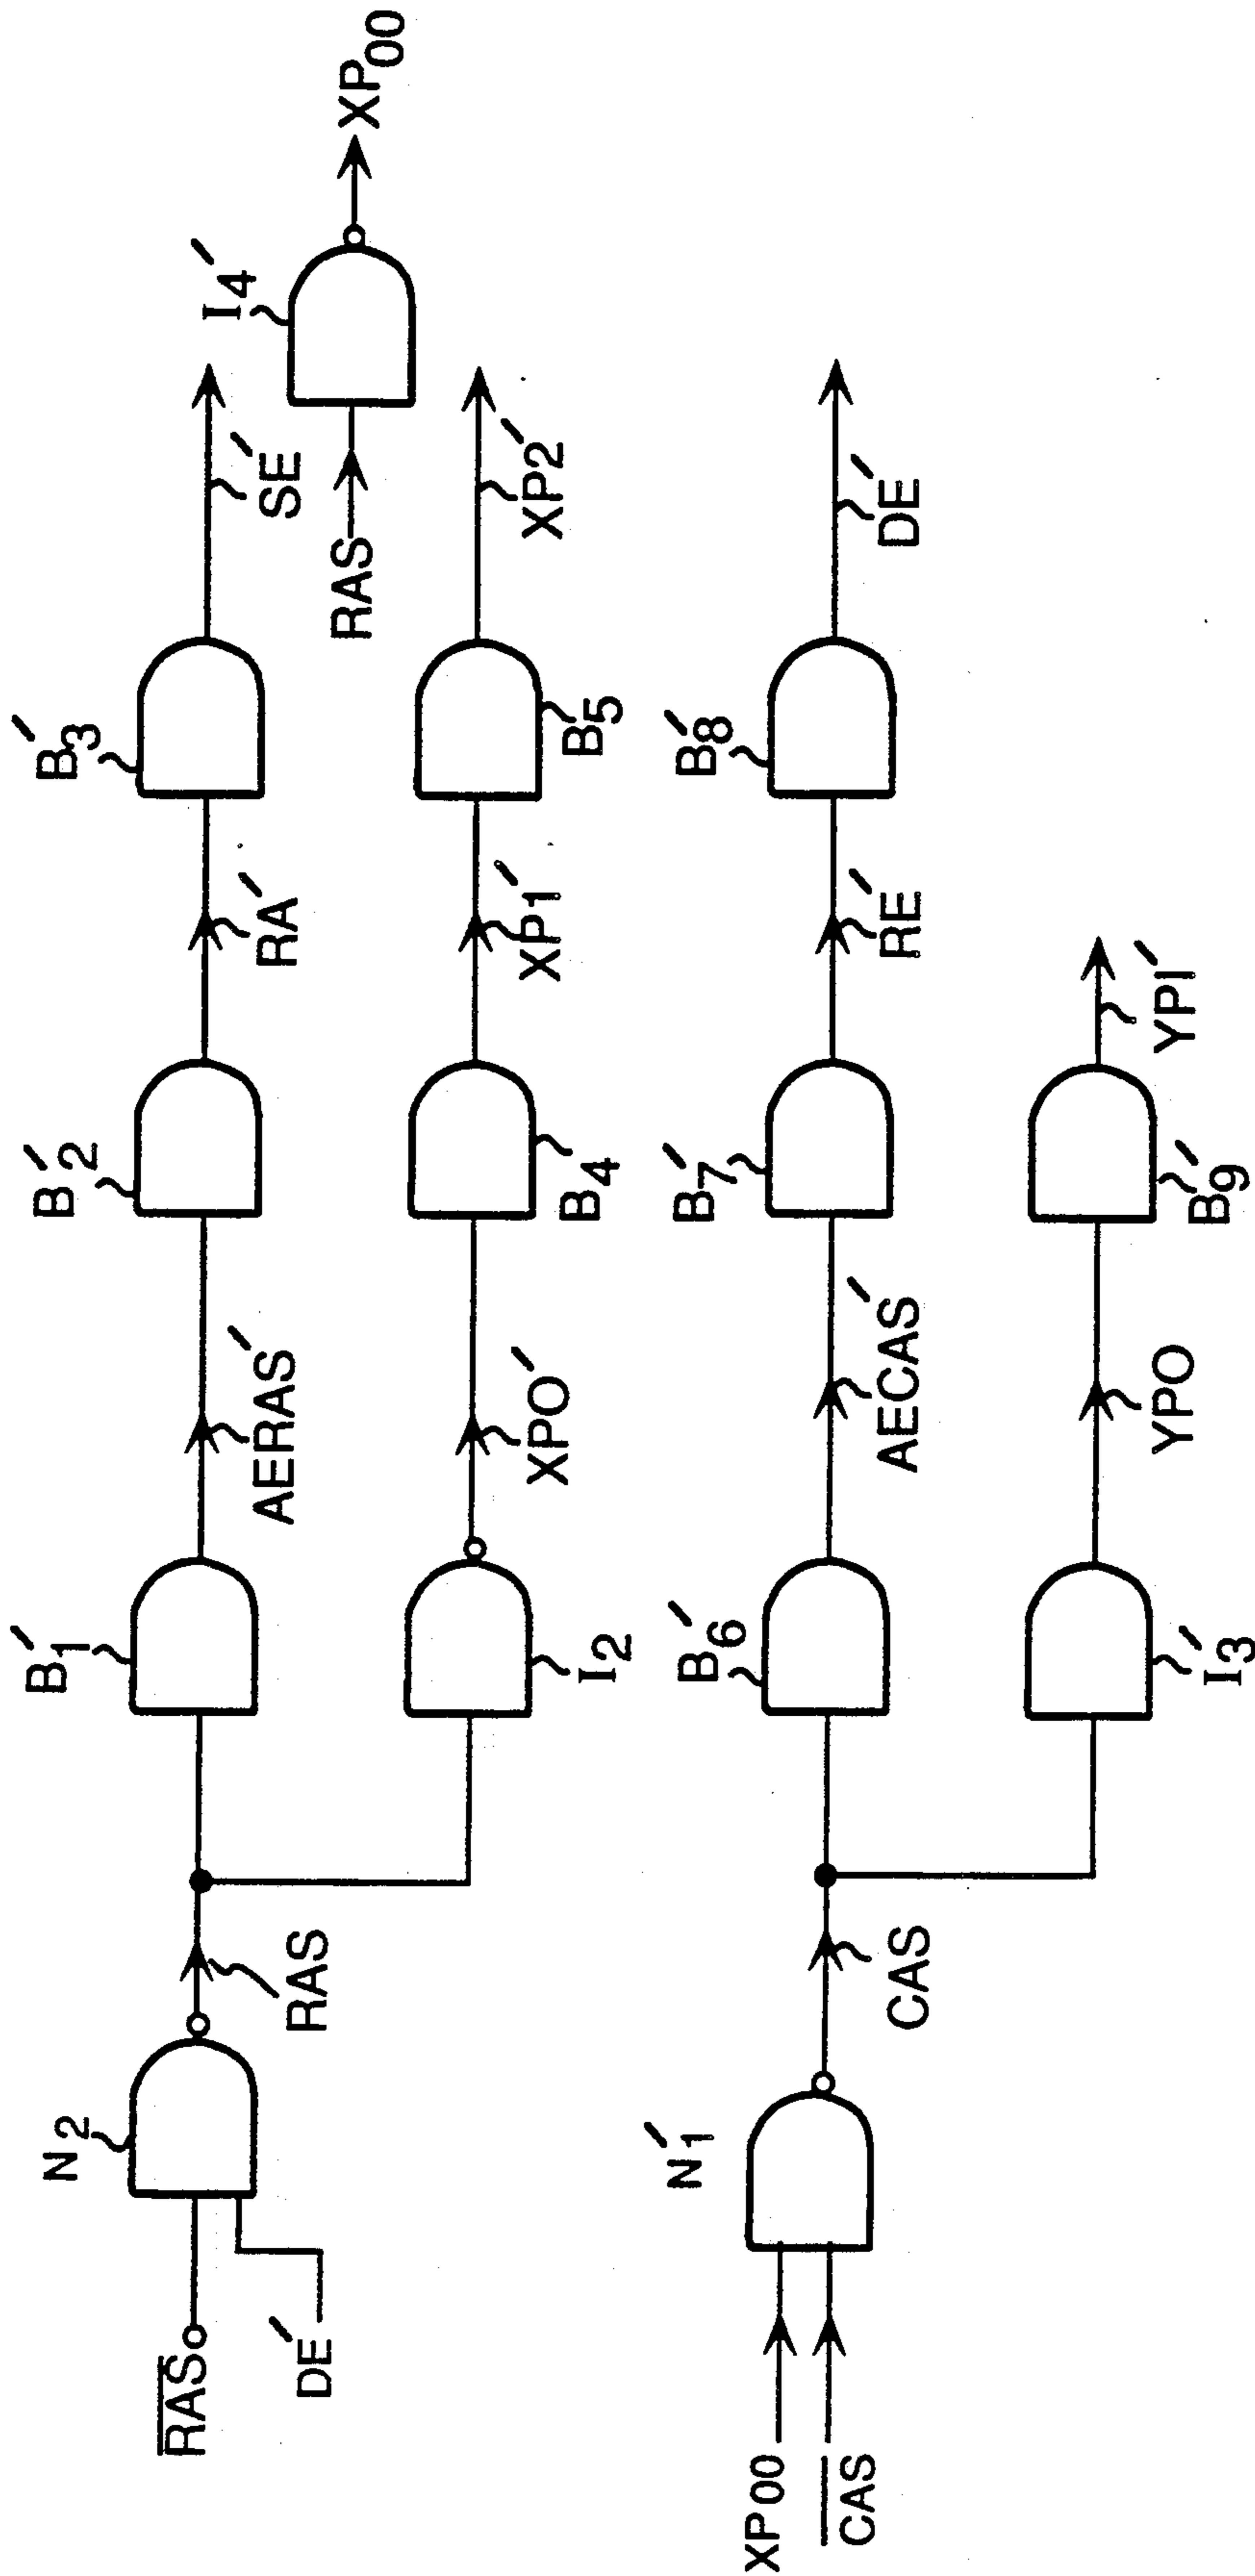 N2
B1'
B2'
B3'
I4'
RAS
AERAS'
RA'
SE'
RAS
XP00
DE'
RAS
I2
XPO'
B4
XP1'
B5
XP2'
N1'
B6'
B7'
B8'
XP00
CAS
CAS
AECAS'
RE'
DE'
I3'
YPO
B9'
YPI'